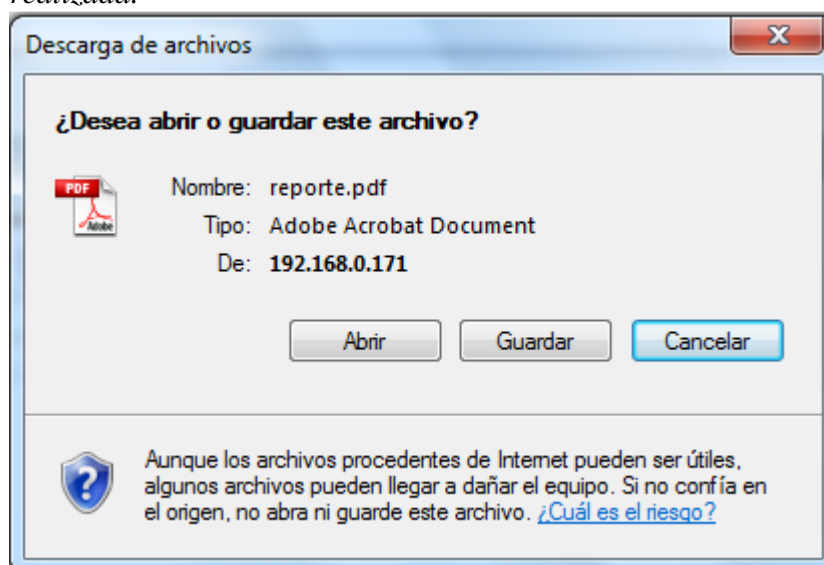 realizada.
Descarga de archivos
¿Desea abrir o guardar este archivo?
PDF
Adobe
Nombre: reporte.pdf
Tipo: Adobe Acrobat Document
De: 192.168.0.171
Abrir Guardar Cancelar
Aunque los archivos procedentes de Internet pueden ser útiles,
algunos archivos pueden llegar a dañar el equipo. Si no confía en
el origen, no abra ni guarde este archivo. ¿Cuál es el riesgo?